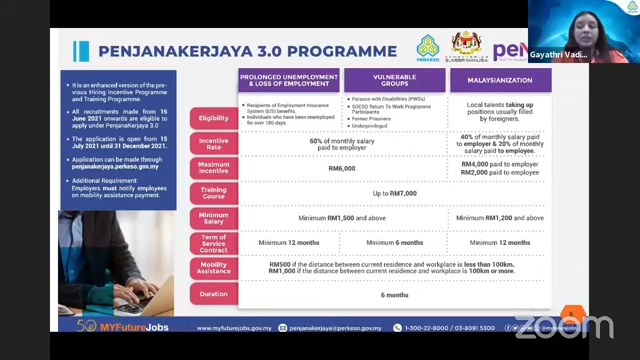 PENJANAKERJAYA 3.0 PROGRAMME
PERKESO
SUMBER MANUSIA
Gayathri Vadi...
It is an enhanced version of the pre-
vious Hiring Incentive Programme
and Training Programme.
All recruitments made from 15
June 2021 onwards are eligible to
apply under Penjanakerjaya 3.0
The application is open from 15
July 2021 until 31 December 2021.
Application can be made through
penjanakerjaya.perkeso.gov.my
Additional Requirement:
Employers must notify employees
on mobility assistance payment.
PROLONGED UNEMPLOYMENT
& LOSS OF EMPLOYMENT
VULNERABLE
GROUPS
MALAYSIANIZATION
Eligibility
Recipients of Employment Insurance
System (EIS) benefits.
Individuals who have been unemployed
for over 180 days.
Persons with Disabilities (PWDs)
SOCSO Return To Work Programme
Participants
Former Prisoners
Underprivileged
Local talents taking up
positions usually filled
by foreigners.
Incentive
Rate
60% of monthly salary
paid to employer
40% of monthly salary paid
to employer & 20% of monthly
salary paid to employee.
Maximum
Incentive
RM6,000
RM4,000 paid to employer
RM2,000 paid to employee
Training
Course
Up to RM7,000
Minimum
Salary
Minimum RM1,500 and above
Minimum RM1,200 and above
Term of
Service
Contract
Minimum 12 months
Minimum 6 months
Minimum 12 months
Mobility
Assistance
RM500 if the distance between current residence and workplace is less than 100km.
RM1,000 if the distance between current residence and workplace is 100km or more.
Duration
6 months
50 MYFutureJobs
www.myfuturejobs.gov.my
penjanakerjaya@perkeso.gov.my
1-300-22-8000 / 03-8091 5300
@myfuturejobs
zoom